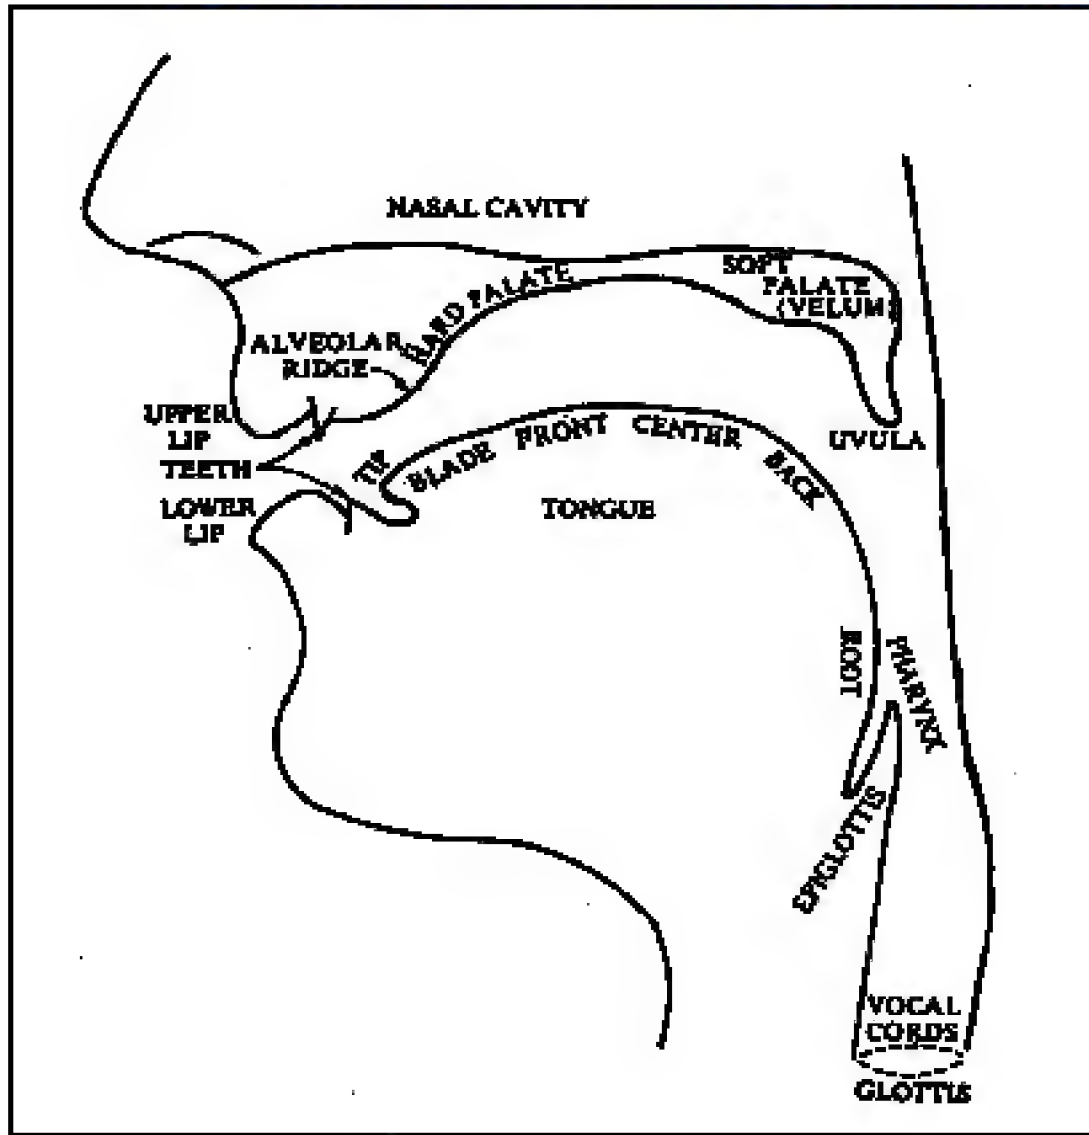 NASAL CAVITY
SOFT
PALATE
(VELUM)
HARD PALATE
ALVEOLAR
RIDGE
UPPER
LIP
TEETH
LOWER
LIP
TIP
BLADE
FRONT
CENTER
BACK
UVULA
TONGUE
ROOT
PHARYNX
EPIGLOTTIS
VOCAL
CORDS
GLOTTIS